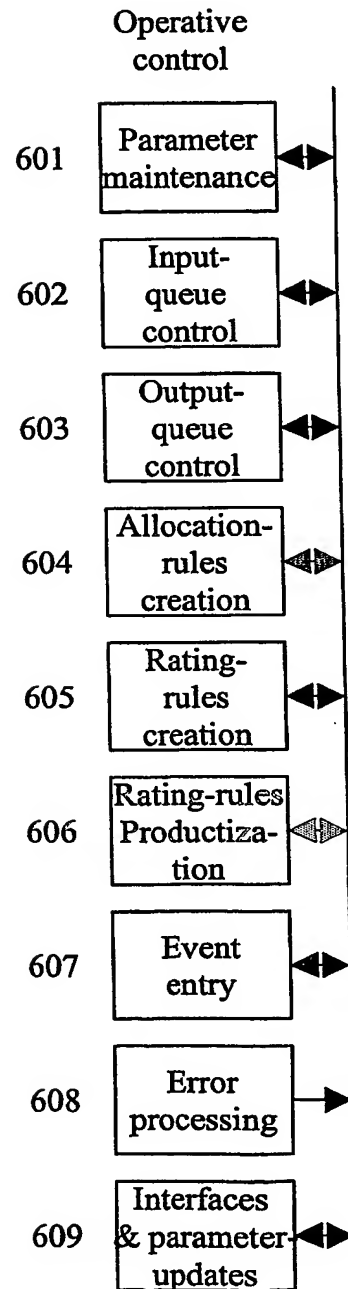 Operative
control
601
Parameter
maintenance
602
Input-
queue
control
603
Output-
queue
control
604
Allocation-
rules
creation
605
Rating-
rules
creation
606
Rating-rules
Productiza-
tion
607
Event
entry
608
Error
processing
609
Interfaces
& parameter-
updates